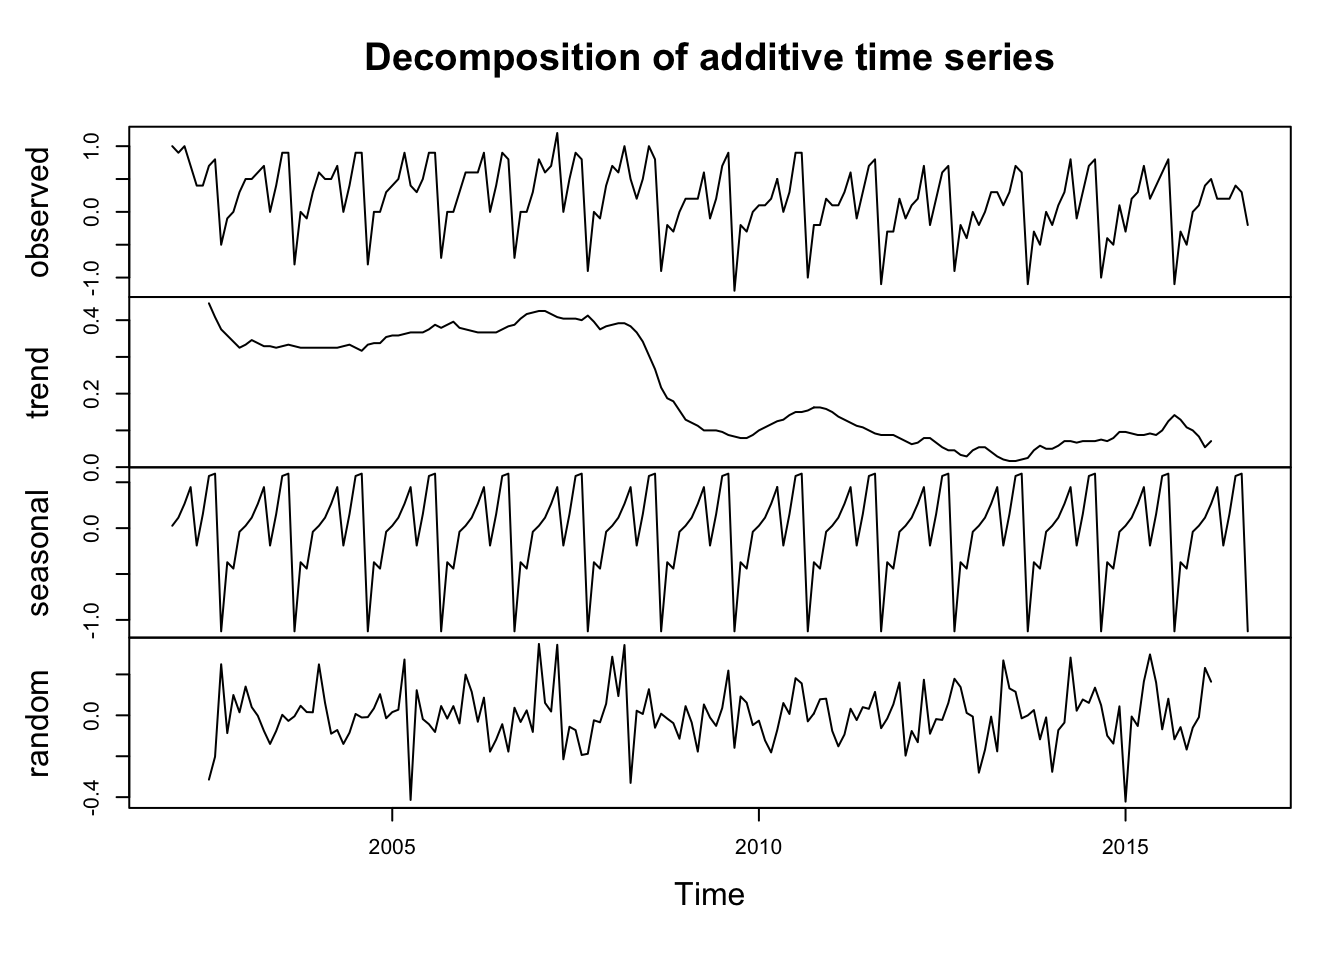 Decomposition of additive time series
observed
-1.0 0.0 1.0
trend
0.0 0.2 0.4
seasonal
-1.0 0.0
random
-0.4 0.0
2005 2010 2015
Time